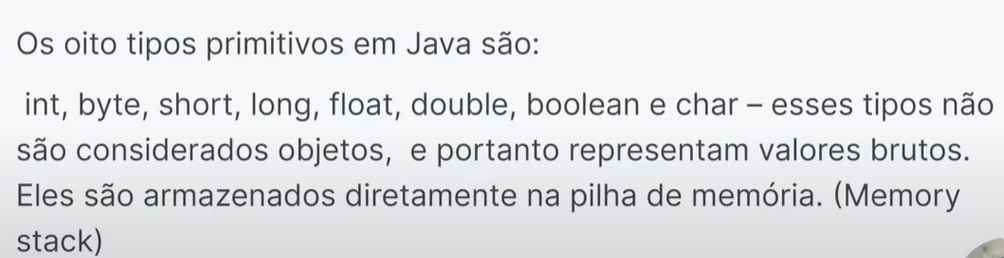 Os oito tipos primitivos em Java são:
int, byte, short, long, float, double, boolean e char – esses tipos não
são considerados objetos,  e portanto representam valores brutos.
Eles são armazenados diretamente na pilha de memória. (Memory
stack)